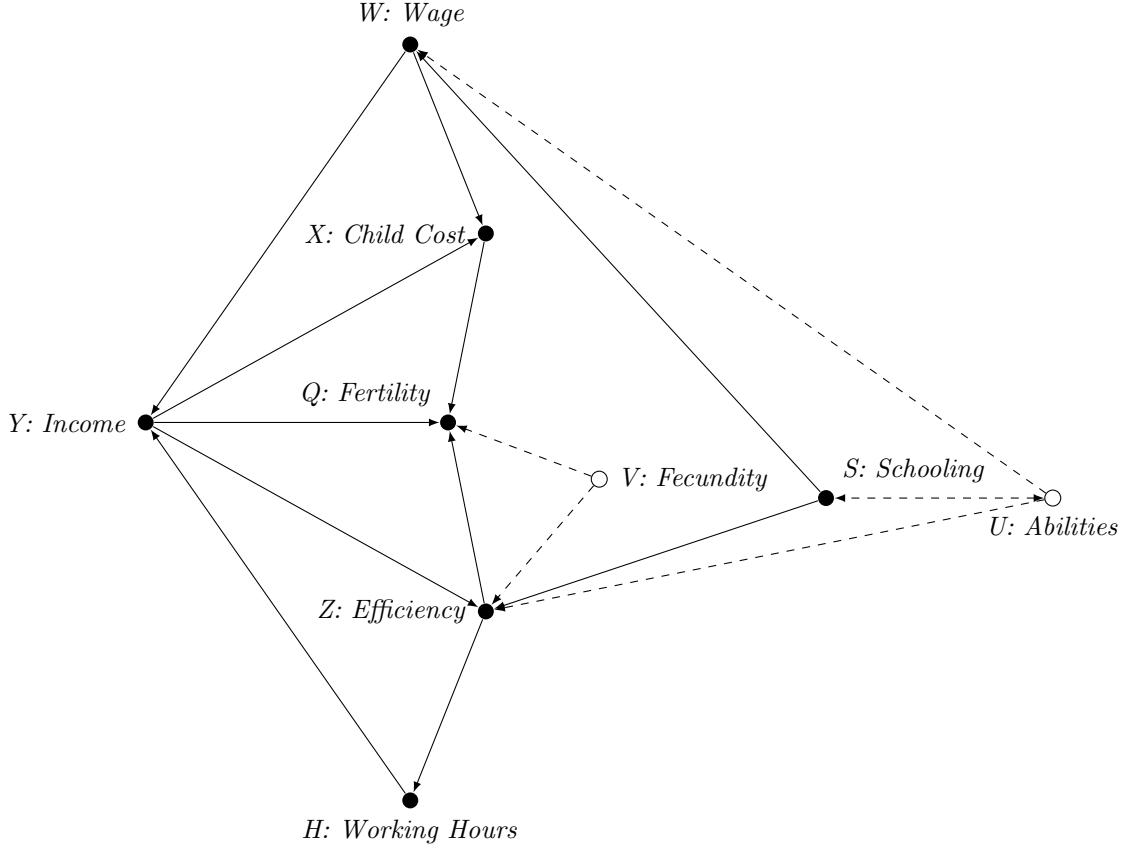 W: Wage
X: Child Cost
Q: Fertility
Y: Income
S: Schooling
V: Fecundity
U: Abilities
Z: Efficiency
H: Working Hours